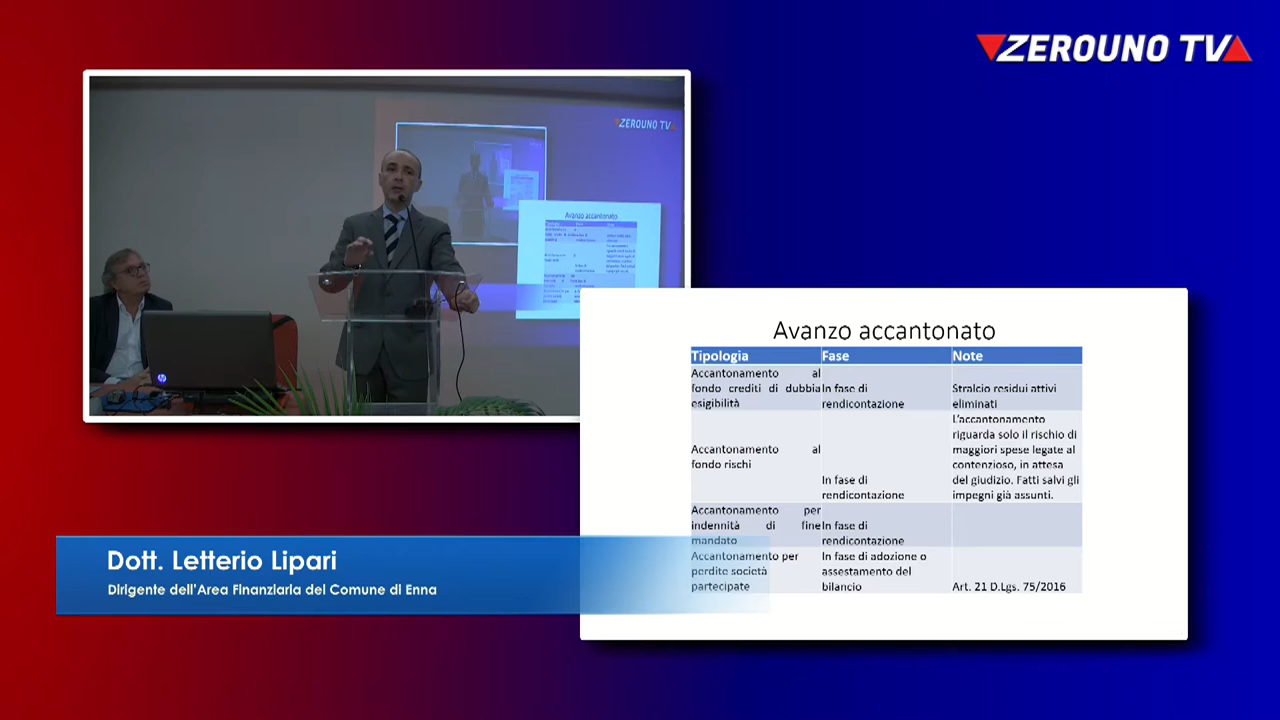 ZEROUNO TV
ZEROUNO TV
Avanzo accantonato
Avanzo accantonato
Tipologia Fase Note
Accantonamento al
fondo crediti di dubbia
esigibilità
In fase di
rendicontazione
Stralcio residui attivi
eliminati
Accantonamento al
fondo rischi
In fase di
rendicontazione
L'accantonamento
riguarda solo il rischio di
maggiori spese legate al
contenzioso, in attesa
del giudizio. Fatti salvi gli
impegni già assunti.
Accantonamento per
indennità di fine
mandato
In fase di
rendicontazione
Accantonamento per
perdite società
partecipate
In fase di adozione o
assestamento del
bilancio
Art. 21 D.Lgs. 75/2016
Dott. Letterio Lipari
Dirigente dell'Area Finanziaria del Comune di Enna
hp